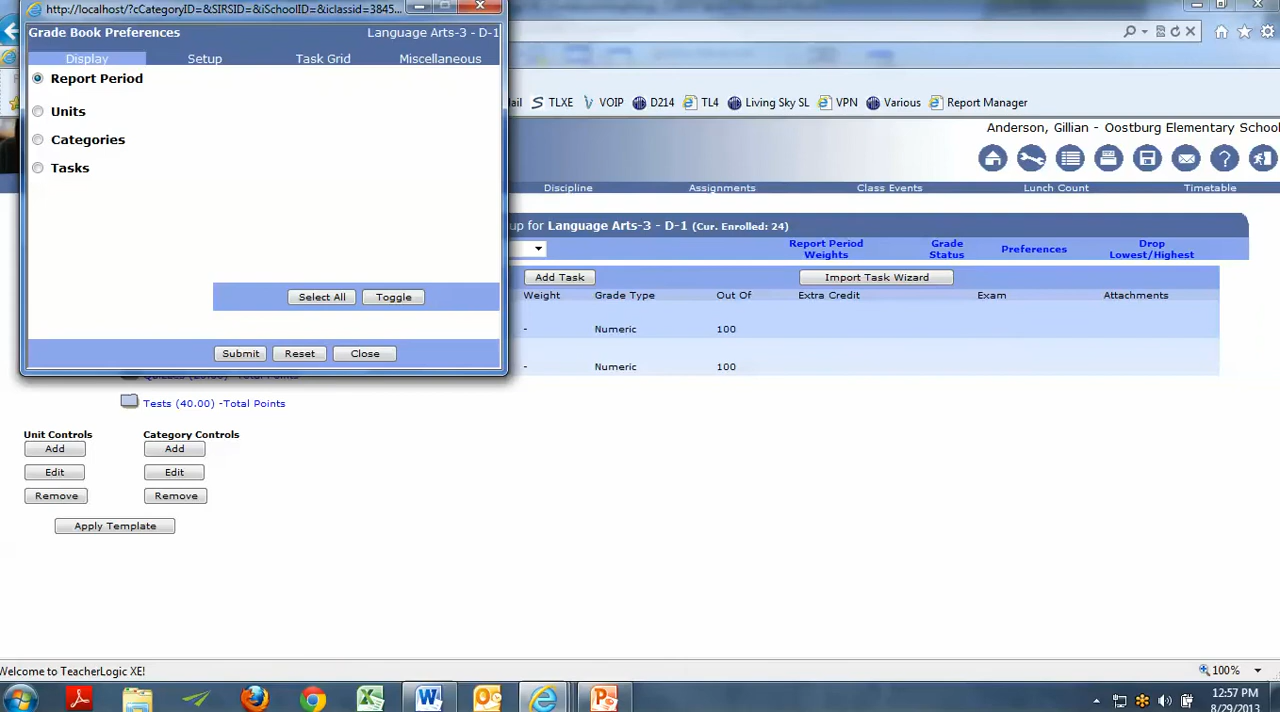 http://localhost/?cCategoryID=&SIRSID=&iSchoolID=&iclassid=3845...
Grade Book Preferences
Language Arts-3 - D-1
Display
Setup
Task Grid
Miscellaneous
Report Period
Units
Categories
Tasks
Select All
Toggle
Submit
Reset
Close
TLXE
VOIP
D214
TL4
Living Sky SL
VPN
Various
Report Manager
Anderson, Gillian - Oostburg Elementary School
Discipline
Assignments
Class Events
Lunch Count
Timetable
up for Language Arts-3 - D-1 (Cur. Enrolled: 24)
Report Period Weights
Grade Status
Preferences
Drop Lowest/Highest
Add Task
Import Task Wizard
Weight
Grade Type
Out Of
Extra Credit
Exam
Attachments
- Numeric 100
- Numeric 100
Tests (40.00) -Total Points
Unit Controls
Category Controls
Add
Add
Edit
Edit
Remove
Remove
Apply Template
Welcome to TeacherLogic XE!
100%
12:57 PM
8/29/2013